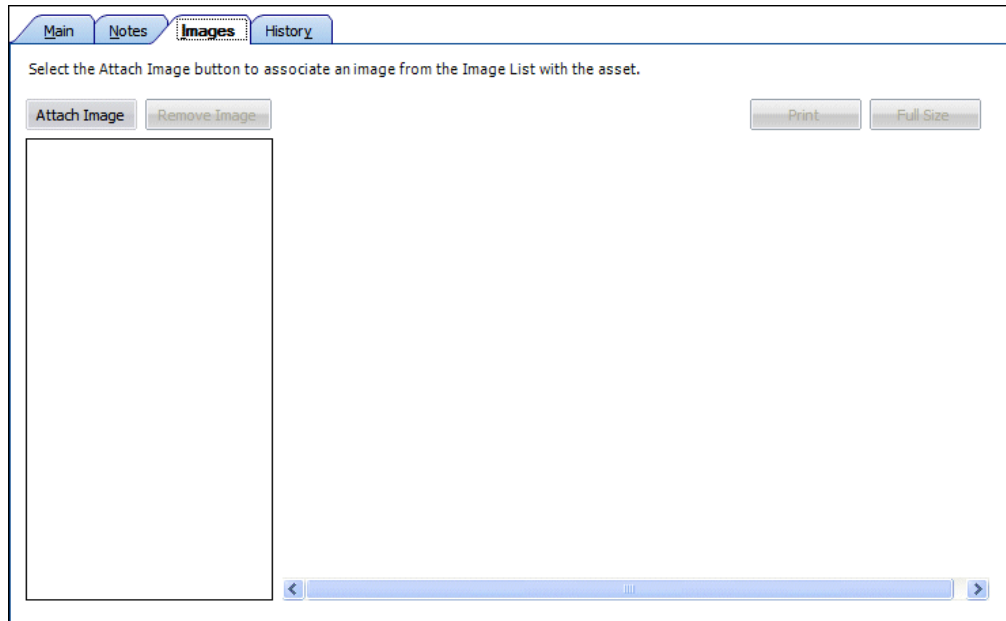 Main Notes Images History
Select the Attach Image button to associate an image from the Image List with the asset.
Attach Image Remove Image Print Full Size